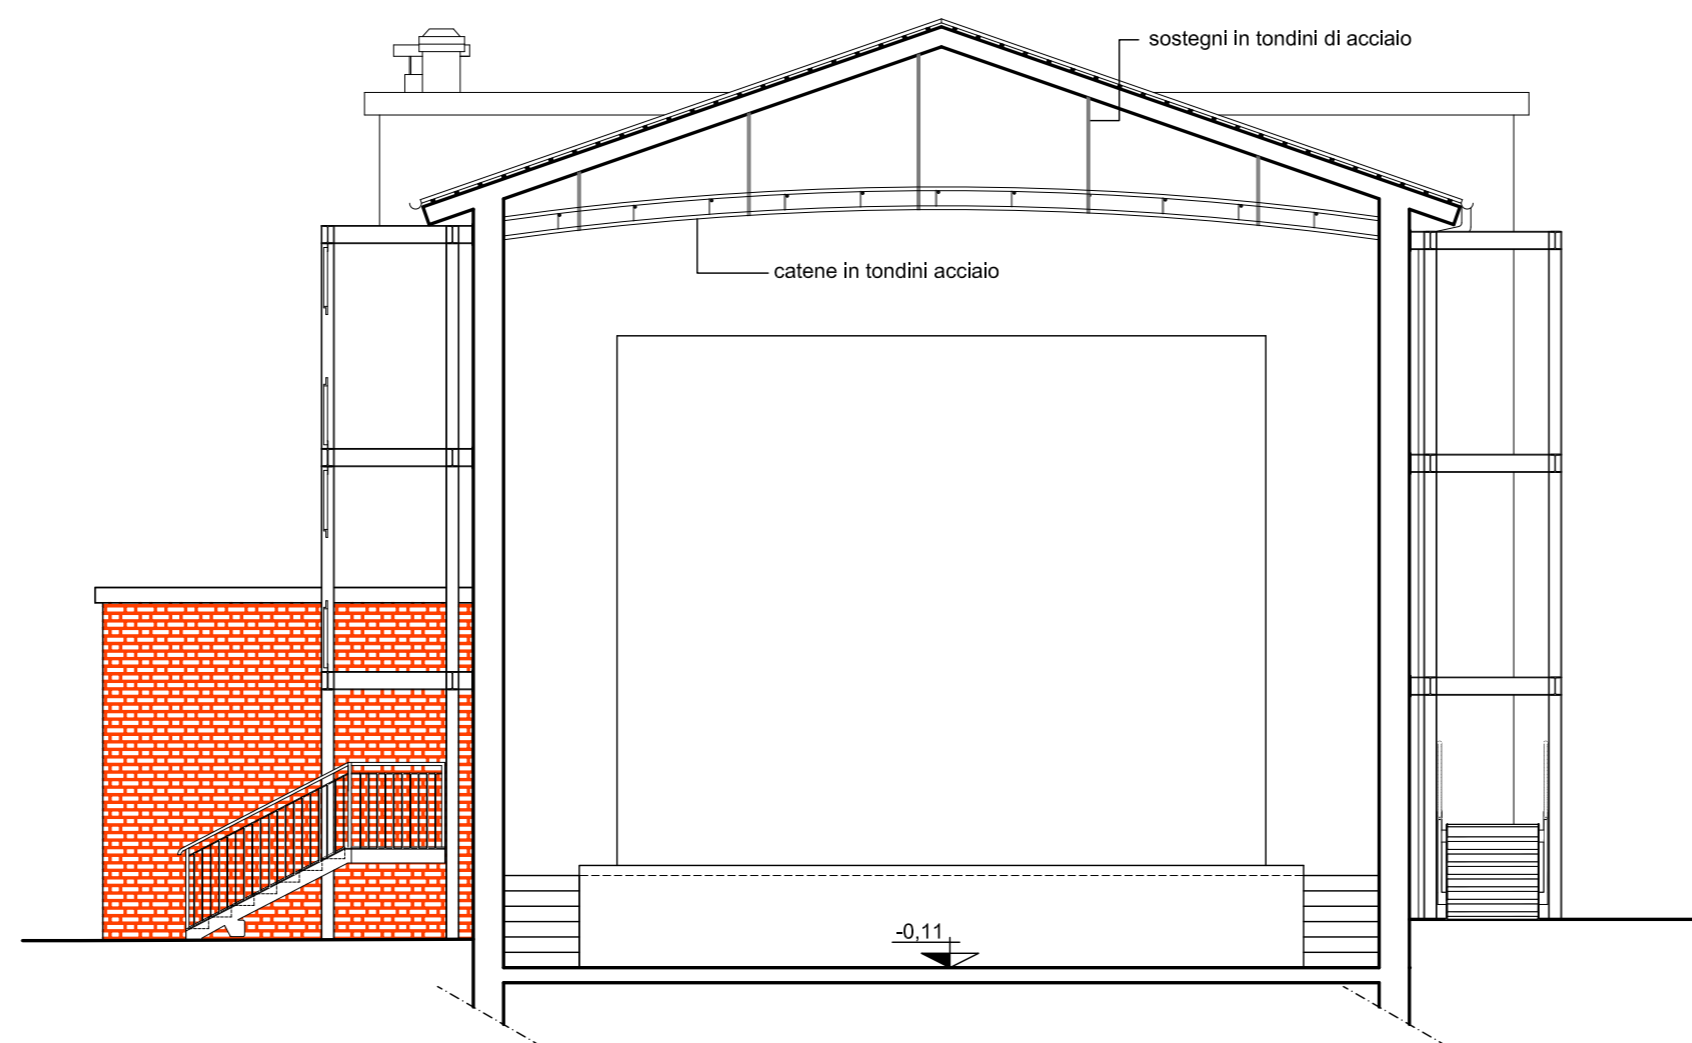 sostegni in tondini di acciaio
catene in tondini acciaio
-0,11